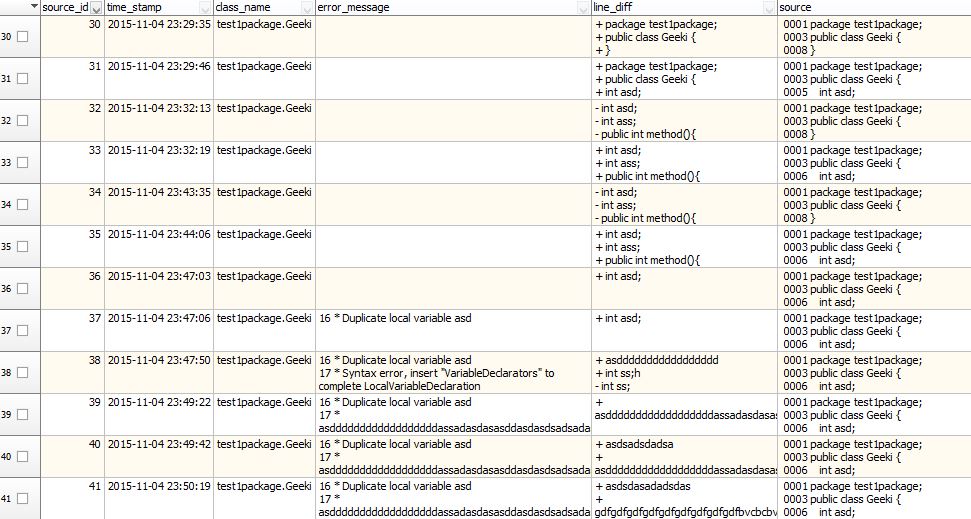 source_id time_stamp class_name error_message line_diff source
30 30 2015-11-04 23:29:35 test1package.Geeki + package test1package; 0001 package test1package;
+ public class Geeki { 0003 public class Geeki {
+ } 0008 }
31 31 2015-11-04 23:29:46 test1package.Geeki + package test1package; 0001 package test1package;
+ public class Geeki { 0003 public class Geeki {
+ int asd; 0005 int asd;
32 32 2015-11-04 23:32:13 test1package.Geeki - int asd; 0001 package test1package;
- int ass; 0003 public class Geeki {
- public int method(){ 0008 }
33 33 2015-11-04 23:32:19 test1package.Geeki + int asd; 0001 package test1package;
+ int ass; 0003 public class Geeki {
+ public int method(){ 0006 int asd;
34 34 2015-11-04 23:43:35 test1package.Geeki - int asd; 0001 package test1package;
- int ass; 0003 public class Geeki {
- public int method(){ 0008 }
35 35 2015-11-04 23:44:06 test1package.Geeki + int asd; 0001 package test1package;
+ int ass; 0003 public class Geeki {
+ public int method(){ 0006 int asd;
36 36 2015-11-04 23:47:03 test1package.Geeki + int asd; 0001 package test1package;
0003 public class Geeki {
0006 int asd;
37 37 2015-11-04 23:47:06 test1package.Geeki 16 * Duplicate local variable asd + int asd; 0001 package test1package;
0003 public class Geeki {
0006 int asd;
38 38 2015-11-04 23:47:50 test1package.Geeki 16 * Duplicate local variable asd 0001 package test1package;
17 * Syntax error, insert "VariableDeclarators" to + int ss;h 0003 public class Geeki {
complete LocalVariableDeclaration - int ss; 0006 int asd;
39 39 2015-11-04 23:49:22 test1package.Geeki 16 * Duplicate local variable asd + 0001 package test1package;
17 * 0003 public class Geeki {
0006 int asd;
40 40 2015-11-04 23:49:42 test1package.Geeki 16 * Duplicate local variable asd + asdsadsdadsa 0001 package test1package;
17 * + 0003 public class Geeki {
0006 int asd;
41 41 2015-11-04 23:50:19 test1package.Geeki 16 * Duplicate local variable asd + asdsdasadadsdas 0001 package test1package;
17 * + 0003 public class Geeki {
0006 int asd;